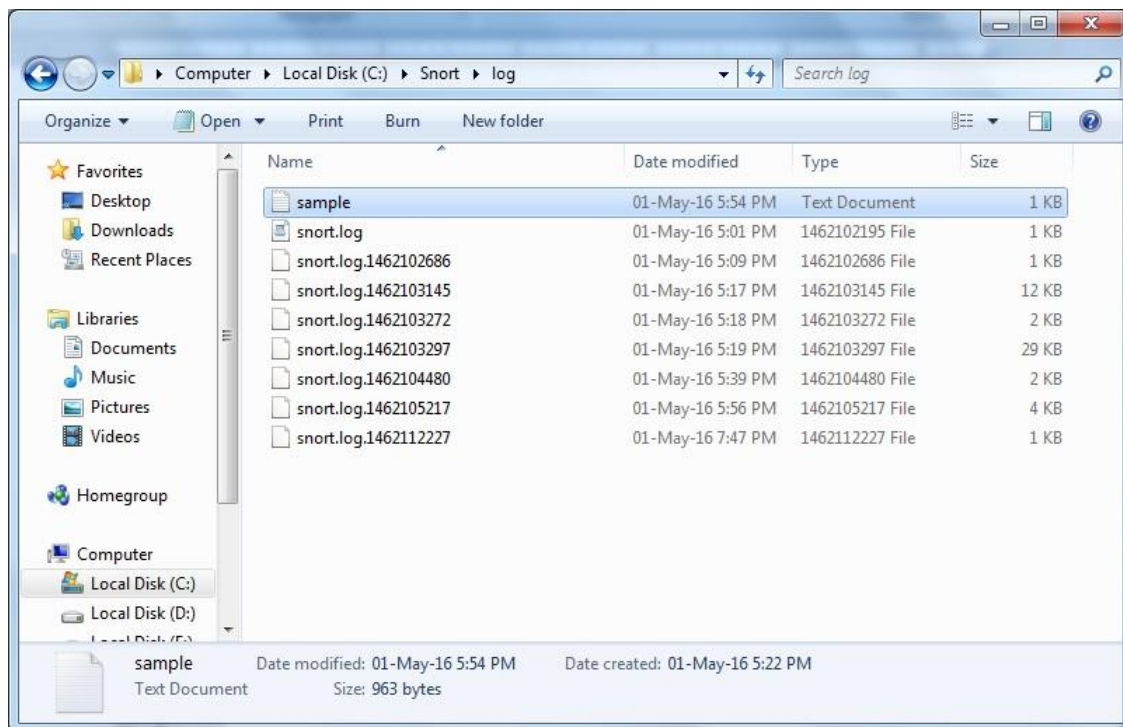 Computer Local Disk (C:) Snort log Search log
Organize Open Print Burn New folder
Favorites
Desktop
Downloads
Recent Places
Libraries
Documents
Music
Pictures
Videos
Homegroup
Computer
Local Disk (C:)
Local Disk (D:)
Name Date modified Type Size
sample 01-May-16 5:54 PM Text Document 1 KB
snort.log 01-May-16 5:01 PM 1462102195 File 1 KB
snort.log.1462102686 01-May-16 5:09 PM 1462102686 File 1 KB
snort.log.1462103145 01-May-16 5:17 PM 1462103145 File 12 KB
snort.log.1462103272 01-May-16 5:18 PM 1462103272 File 2 KB
snort.log.1462103297 01-May-16 5:19 PM 1462103297 File 29 KB
snort.log.1462104480 01-May-16 5:39 PM 1462104480 File 2 KB
snort.log.1462105217 01-May-16 5:56 PM 1462105217 File 4 KB
snort.log.1462112227 01-May-16 7:47 PM 1462112227 File 1 KB
sample Date modified: 01-May-16 5:54 PM Date created: 01-May-16 5:22 PM
Text Document Size: 963 bytes